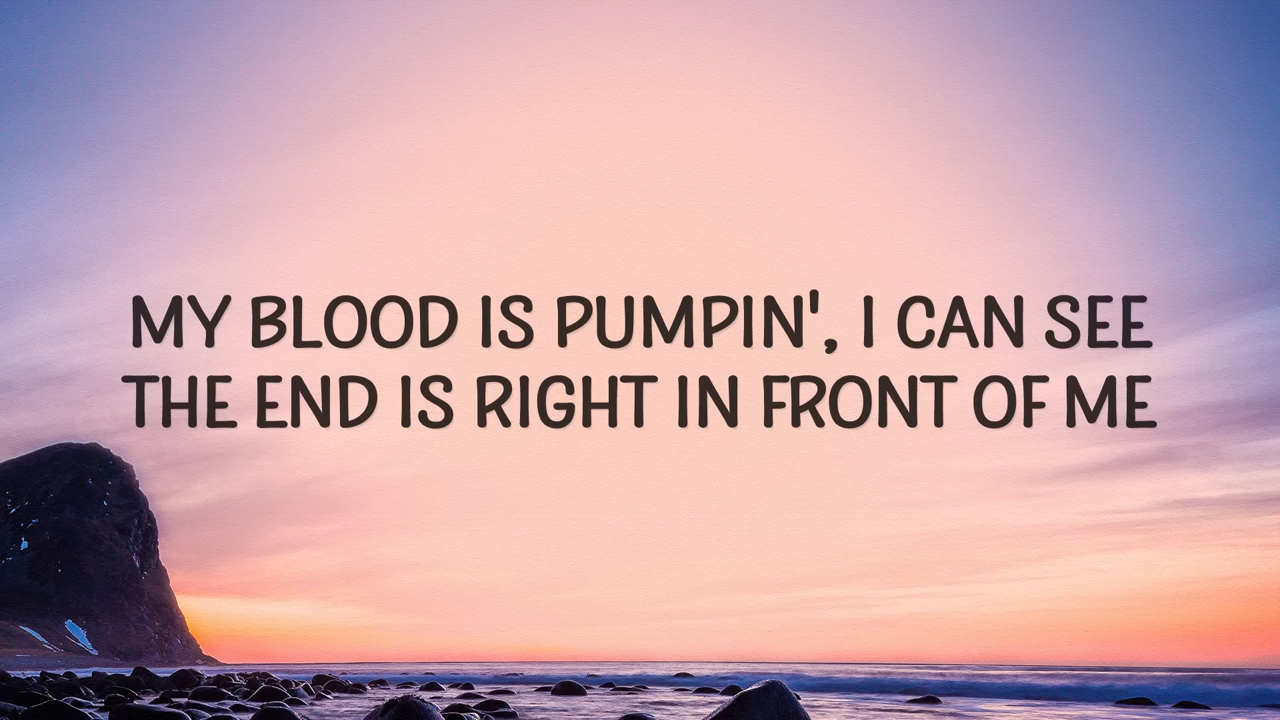 MY BLOOD IS PUMPIN', I CAN SEE
THE END IS RIGHT IN FRONT OF ME